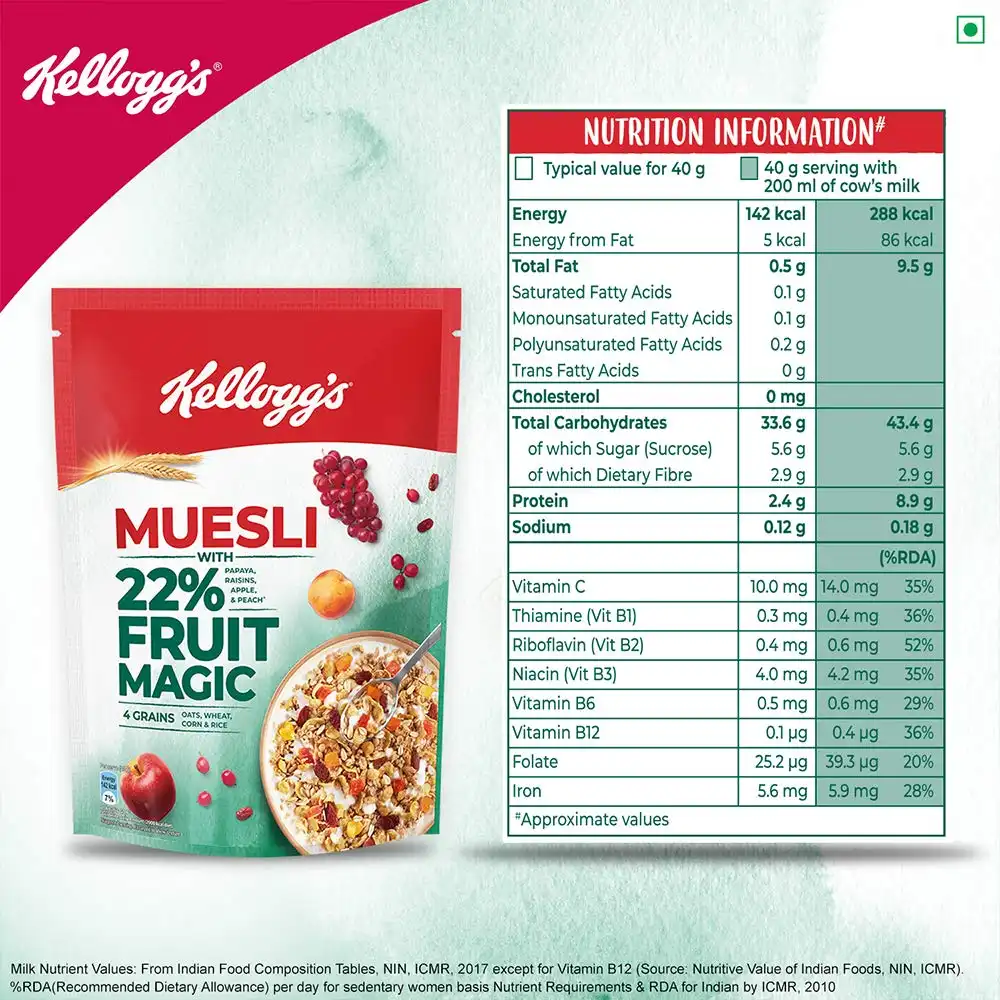 Kellogg's®
NUTRITION INFORMATION#
Typical value for 40 g
40 g serving with
200 ml of cow's milk
Energy 142 kcal 288 kcal
Energy from Fat 5 kcal 86 kcal
Total Fat 0.5 g 9.5 g
Saturated Fatty Acids 0.1 g
Monounsaturated Fatty Acids 0.1 g
Polyunsaturated Fatty Acids 0.2 g
Trans Fatty Acids 0 g
Cholesterol 0 mg
Total Carbohydrates 33.6 g 43.4 g
of which Sugar (Sucrose) 5.6 g 5.6 g
of which Dietary Fibre 2.9 g 2.9 g
Protein 2.4 g 8.9 g
Sodium 0.12 g 0.18 g
(%RDA)
Vitamin C 10.0 mg 14.0 mg 35%
Thiamine (Vit B1) 0.3 mg 0.4 mg 36%
Riboflavin (Vit B2) 0.4 mg 0.6 mg 52%
Niacin (Vit B3) 4.0 mg 4.2 mg 35%
Vitamin B6 0.5 mg 0.6 mg 29%
Vitamin B12 0.1 µg 0.4 µg 36%
Folate 25.2 µg 39.3 µg 20%
Iron 5.6 mg 5.9 mg 28%
#Approximate values
Kellogg's
MUESLI
WITH
22%
PAPAYA,
RAISINS,
APPLE,
& PEACH*
FRUIT
MAGIC
4 GRAINS
OATS, WHEAT,
CORN & RICE
Energy
142 kcal
7%
Milk Nutrient Values: From Indian Food Composition Tables, NIN, ICMR, 2017 except for Vitamin B12 (Source: Nutritive Value of Indian Foods, NIN, ICMR).
%RDA(Recommended Dietary Allowance) per day for sedentary women basis Nutrient Requirements & RDA for Indian by ICMR, 2010